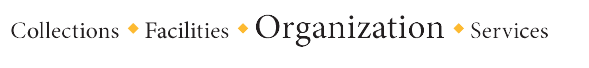 Collections ◆ Facilities ◆ Organization ◆ Services